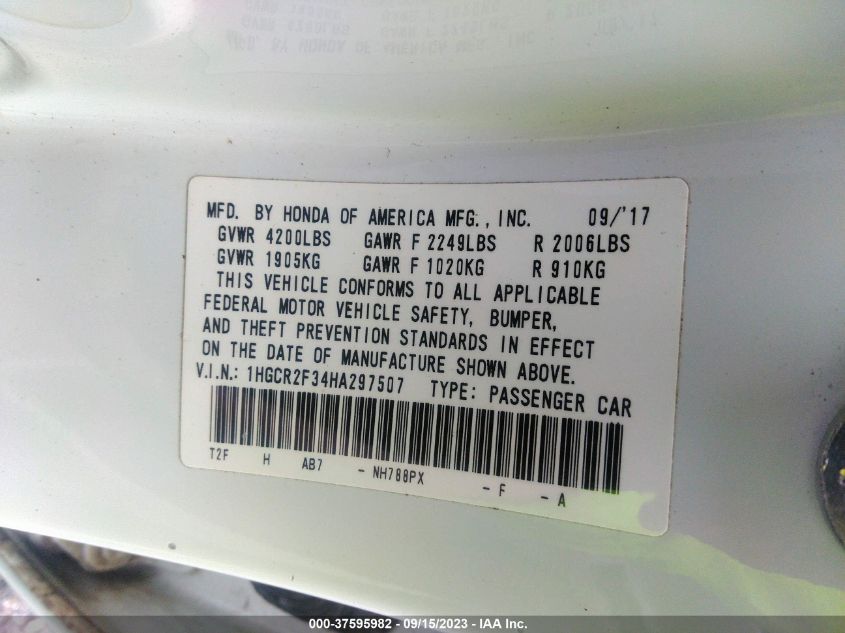 MFD. BY HONDA OF AMERICA MFG., INC. 09/'17
GVWR 4200LBS GAWR F 2249LBS R 2006LBS
GVWR 1905KG GAWR F 1020KG R 910KG
THIS VEHICLE CONFORMS TO ALL APPLICABLE
FEDERAL MOTOR VEHICLE SAFETY, BUMPER,
AND THEFT PREVENTION STANDARDS IN EFFECT
ON THE DATE OF MANUFACTURE SHOWN ABOVE.
V.I.N.: 1HGCR2F34HA297507 TYPE: PASSENGER CAR
T2F H AB7 - NH788PX - F - A
000-37595982 - 09/15/2023 - IAA Inc.